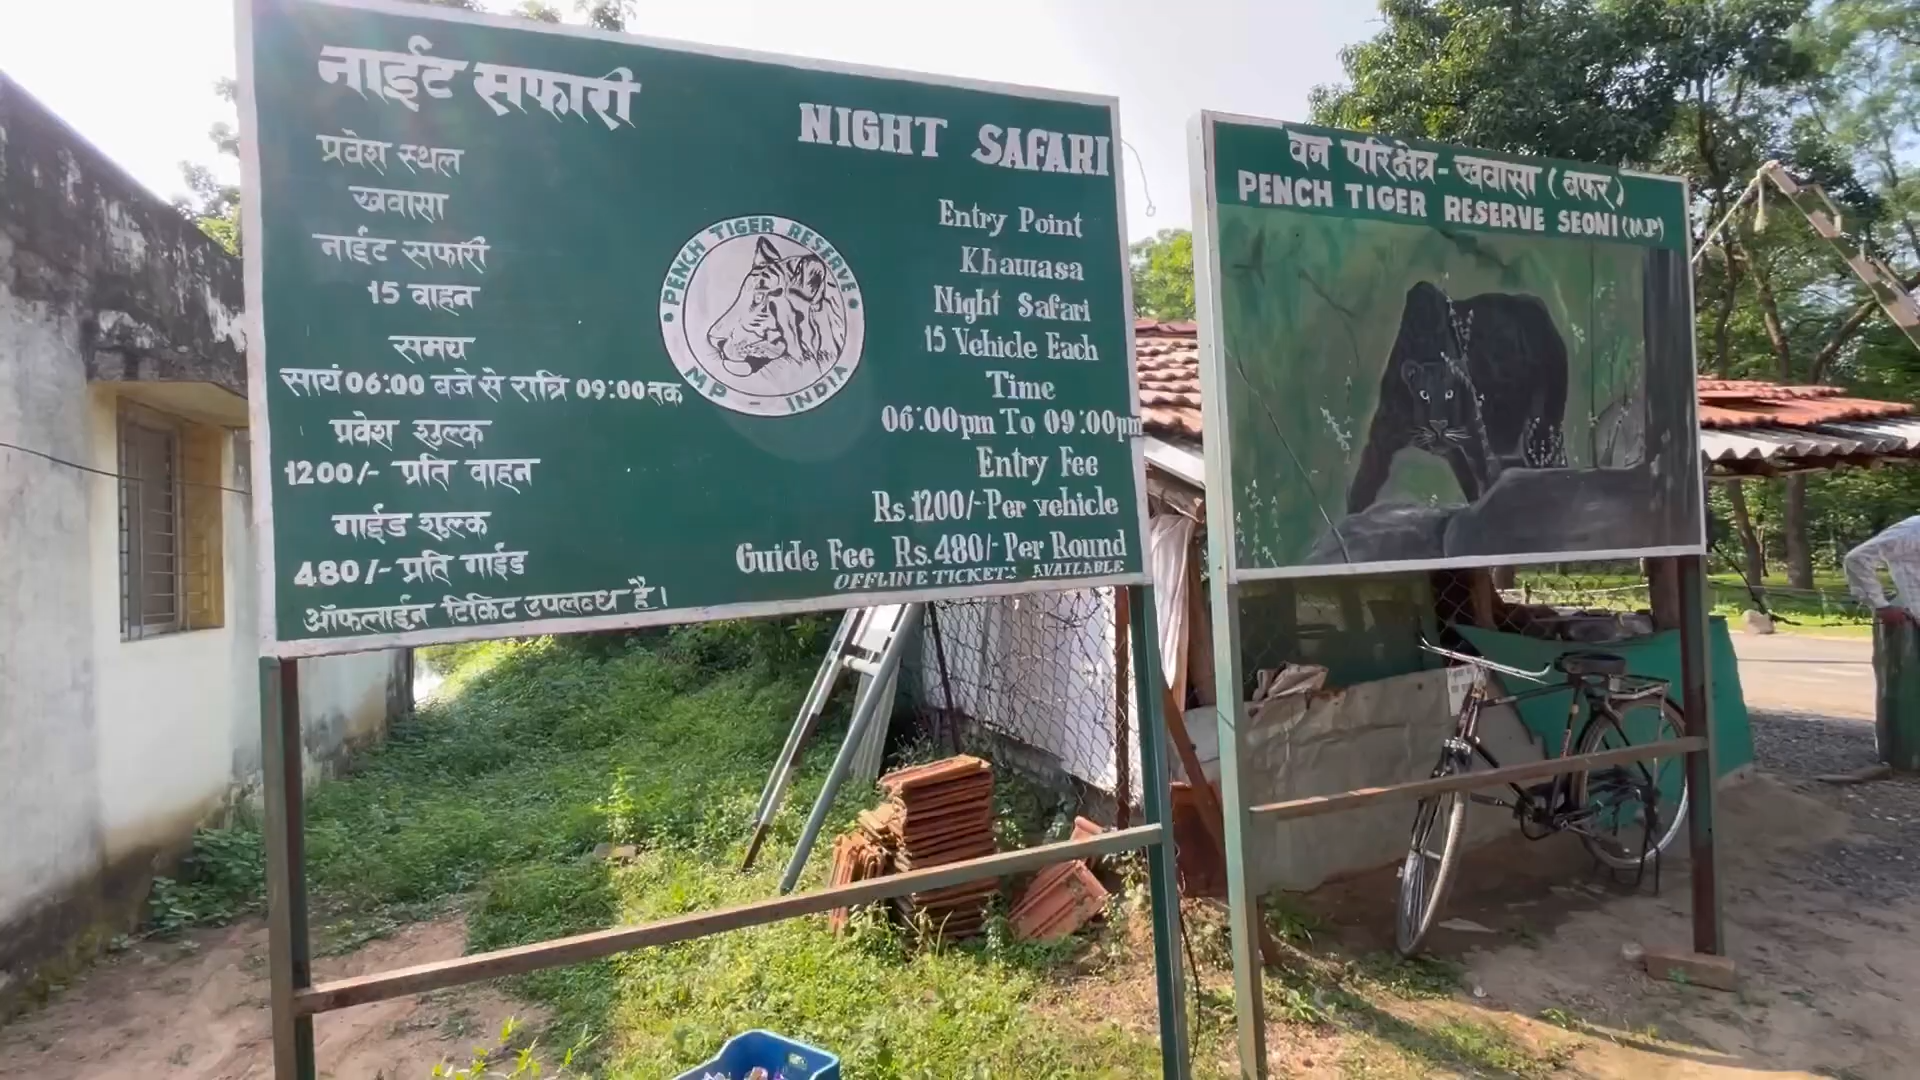 नाईट सफारी
प्रवेश स्थल
खवासा
नाईट सफारी
15 वाहन
समय
सायं 06:00 बजे से रात्रि 09:00 तक
प्रवेश शुल्क
1200/- प्रति वाहन
गाईड शुल्क
480/- प्रति गाईड
ऑफलाईन टिकिट उपलब्ध है।
PENCH TIGER RESERVE
MP - INDIA
NIGHT SAFARI
Entry Point
Khawasa
Night Safari
15 Vehicle Each
Time
06:00pm To 09:00pm
Entry Fee
Rs.1200/-Per vehicle
Guide Fee Rs.480/- Per Round
OFFLINE TICKETS AVAILABLE
वन परिक्षेत्र - खवासा (बफर)
PENCH TIGER RESERVE SEONI (M.P)